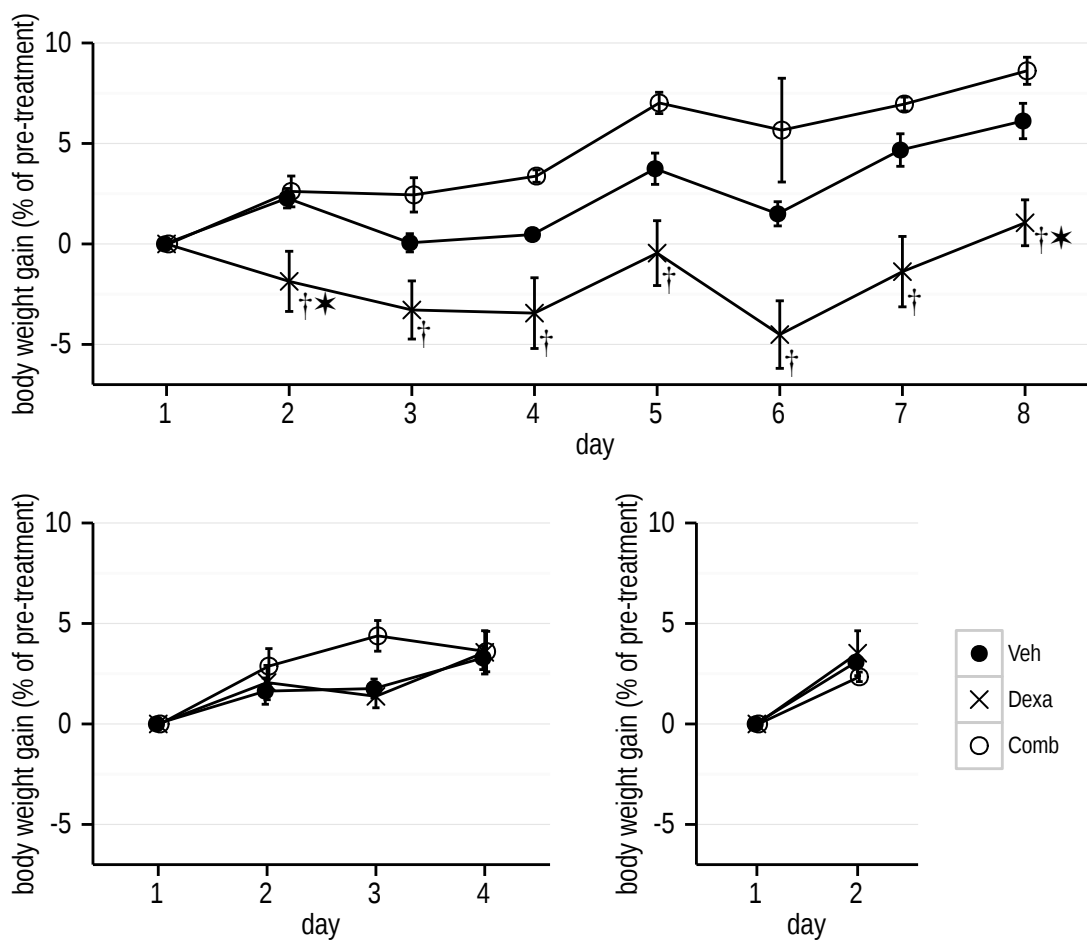 body weight gain (% of pre-treatment)
10
5
0
-5
†✶
†
†
†
†
†
†✶
1 2 3 4 5 6 7 8
day
body weight gain (% of pre-treatment)
10
5
0
-5
1 2 3 4
day
body weight gain (% of pre-treatment)
10
5
0
-5
1 2
day
Veh
Dexa
Comb